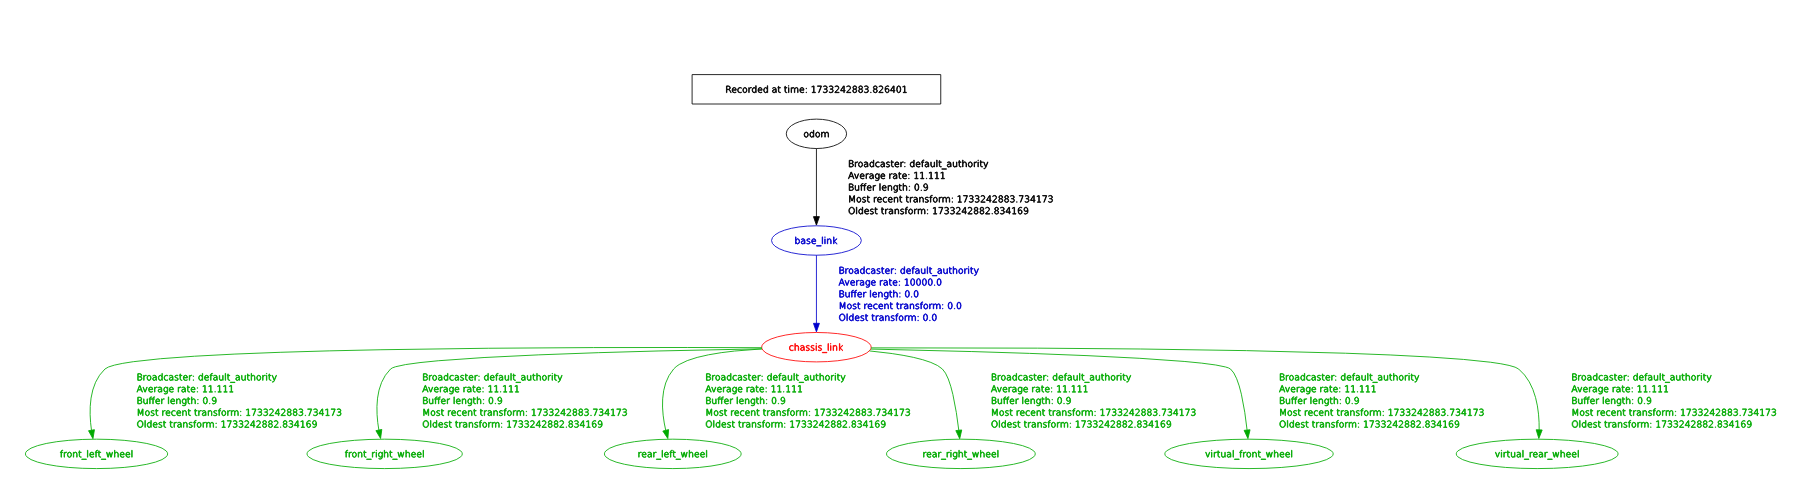 Recorded at time: 1733242883.826401
odom
Broadcaster: default_authority
Average rate: 11.111
Buffer length: 0.9
Most recent transform: 1733242883.734173
Oldest transform: 1733242882.834169
base_link
Broadcaster: default_authority
Average rate: 10000.0
Buffer length: 0.0
Most recent transform: 0.0
Oldest transform: 0.0
chassis_link
Broadcaster: default_authority
Average rate: 11.111
Buffer length: 0.9
Most recent transform: 1733242883.734173
Oldest transform: 1733242882.834169
Broadcaster: default_authority
Average rate: 11.111
Buffer length: 0.9
Most recent transform: 1733242883.734173
Oldest transform: 1733242882.834169
Broadcaster: default_authority
Average rate: 11.111
Buffer length: 0.9
Most recent transform: 1733242883.734173
Oldest transform: 1733242882.834169
Broadcaster: default_authority
Average rate: 11.111
Buffer length: 0.9
Most recent transform: 1733242883.734173
Oldest transform: 1733242882.834169
Broadcaster: default_authority
Average rate: 11.111
Buffer length: 0.9
Most recent transform: 1733242883.734173
Oldest transform: 1733242882.834169
Broadcaster: default_authority
Average rate: 11.111
Buffer length: 0.9
Most recent transform: 1733242883.734173
Oldest transform: 1733242882.834169
front_left_wheel
front_right_wheel
rear_left_wheel
rear_right_wheel
virtual_front_wheel
virtual_rear_wheel